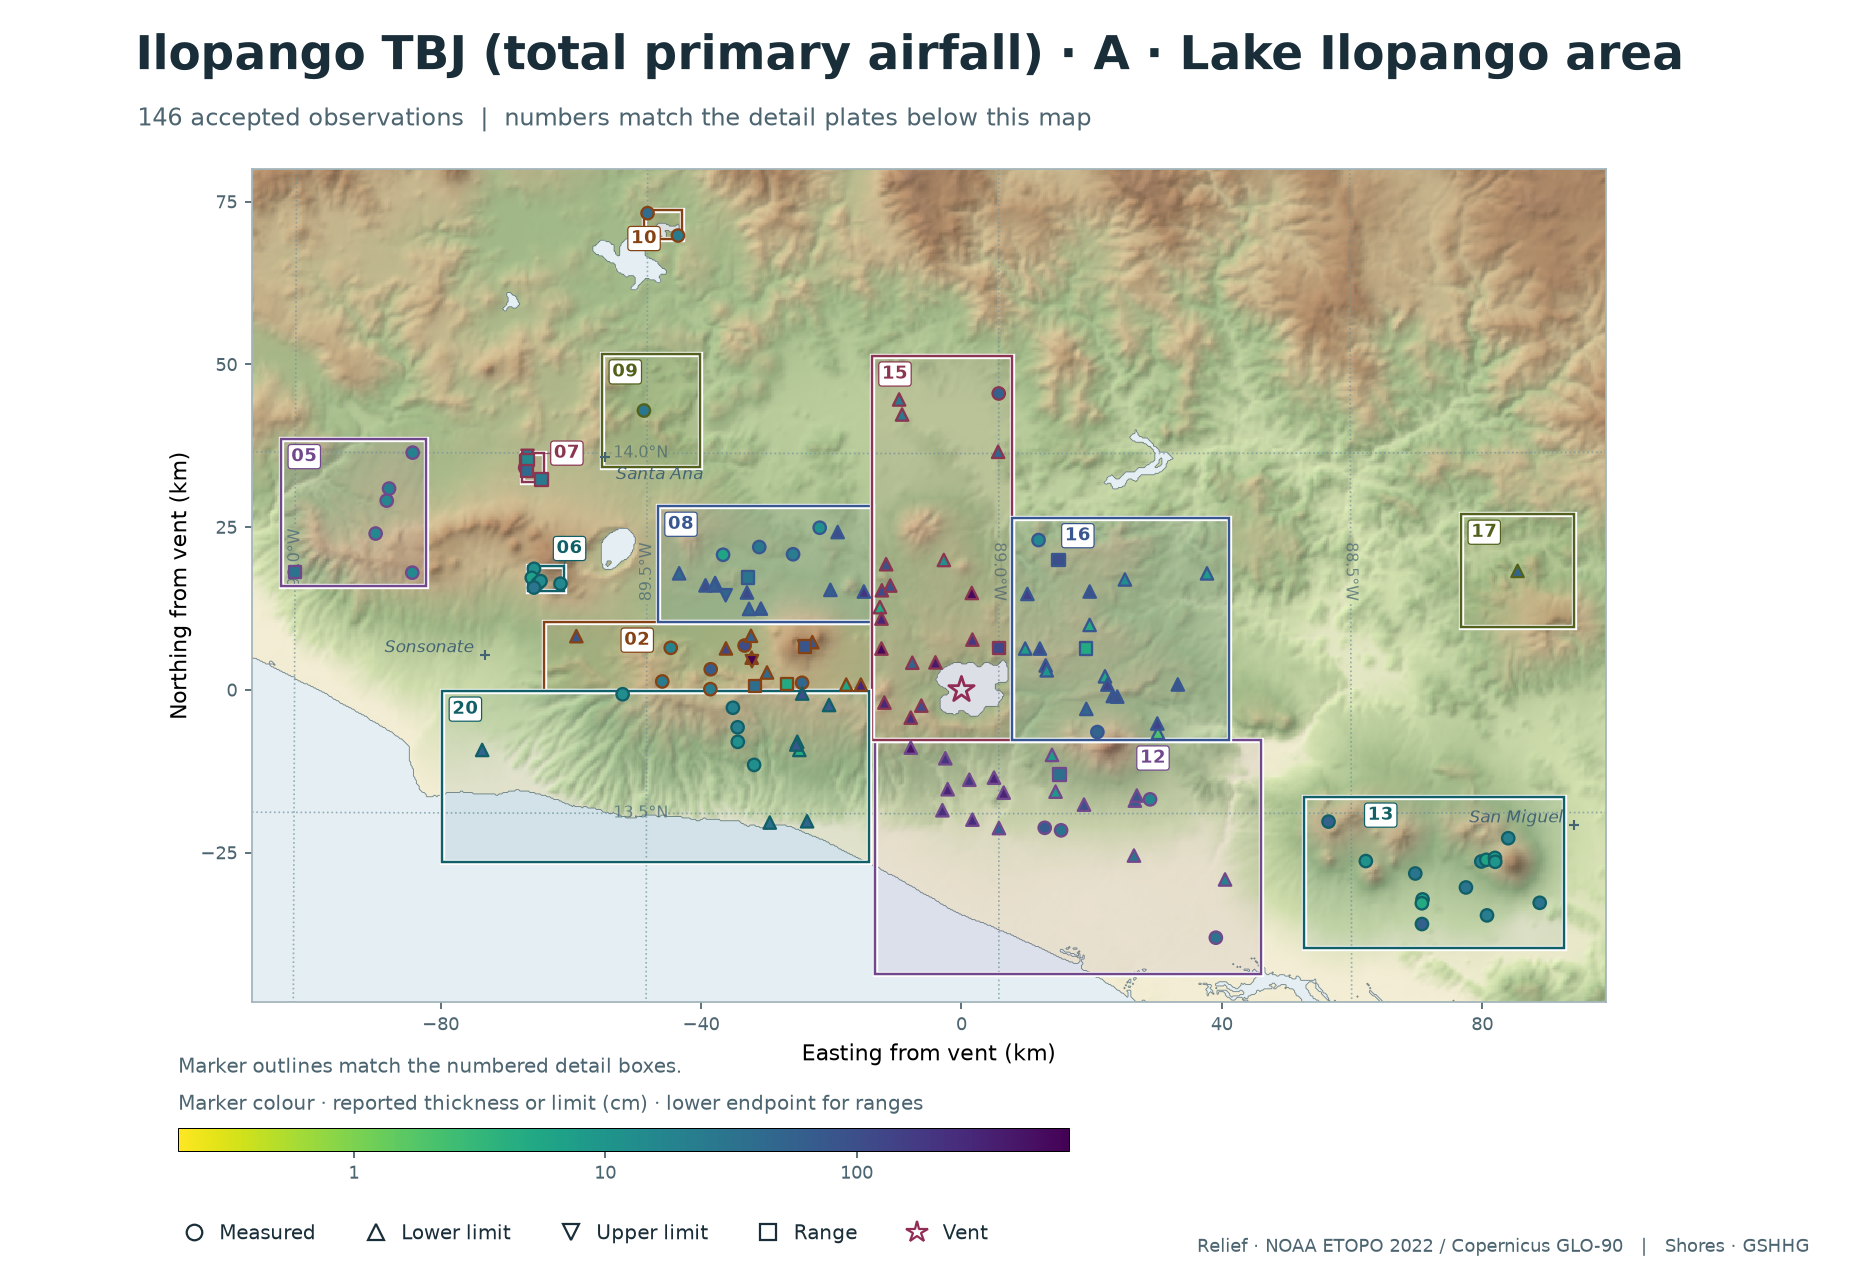 Ilopango TBJ (total primary airfall) · A · Lake Ilopango area
146 accepted observations | numbers match the detail plates below this map
Northing from vent (km)
75
50
25
0
−25
10
09
15
05
07
14.0°N
Santa Ana
08
16
17
06
89.5°W
89.0°W
88.5°W
Sonsonate
02
20
12
13.5°N
13
San Miguel
−80
−40
0
40
80
Easting from vent (km)
Marker outlines match the numbered detail boxes.
Marker colour · reported thickness or limit (cm) · lower endpoint for ranges
1
10
100
Measured
Lower limit
Upper limit
Range
Vent
Relief · NOAA ETOPO 2022 / Copernicus GLO-90 | Shores · GSHHG